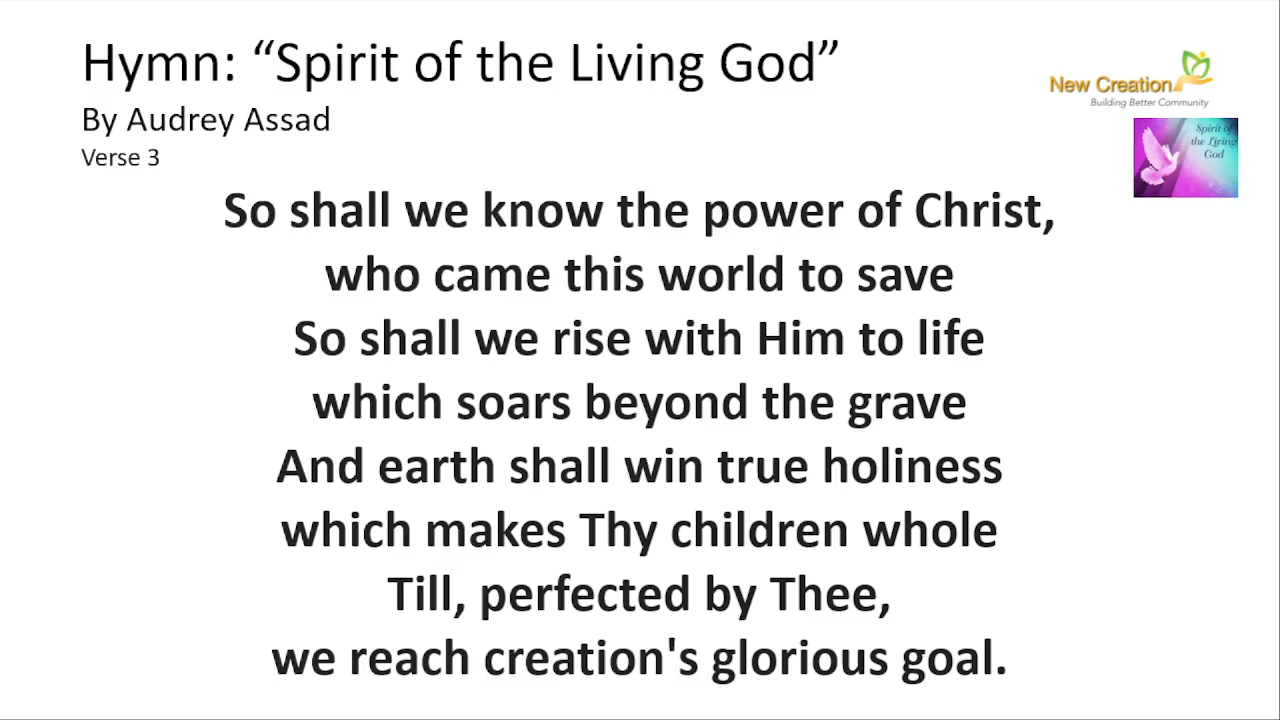 Hymn: “Spirit of the Living God”
By Audrey Assad
Verse 3
New Creation
Building Better Community
Spirit of
the Living
God
So shall we know the power of Christ,
who came this world to save
So shall we rise with Him to life
which soars beyond the grave
And earth shall win true holiness
which makes Thy children whole
Till, perfected by Thee,
we reach creation's glorious goal.